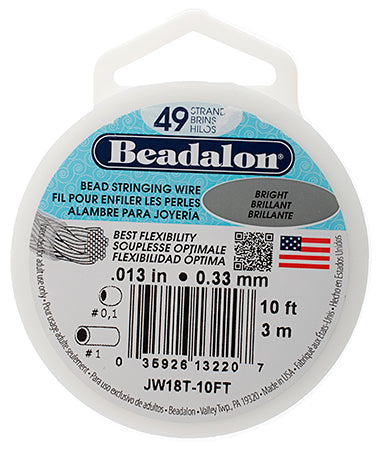 49 STRAND
BRINS
HILOS
Beadalon
BEAD STRINGING WIRE
FIL POUR ENFILER LES PERLES
ALAMBRE PARA JOYERÍA
BRIGHT
BRILLANT
BRILLANTE
BEST FLEXIBILITY
SOUPLESSE OPTIMALE
FLEXIBILIDAD ÓPTIMA
.013 in • 0.33 mm
10 ft
3 m
#0,1
#1
0 35926 13220 7
JW18T-10FT
adult use only. • Pour usage adulte seulement. • Para uso exclusivo de adultos. • Beadalon - Valley Twp., PA 19320 • Made in USA. • Fabriqué aux États-Unis • Hecho en Estados Unidos